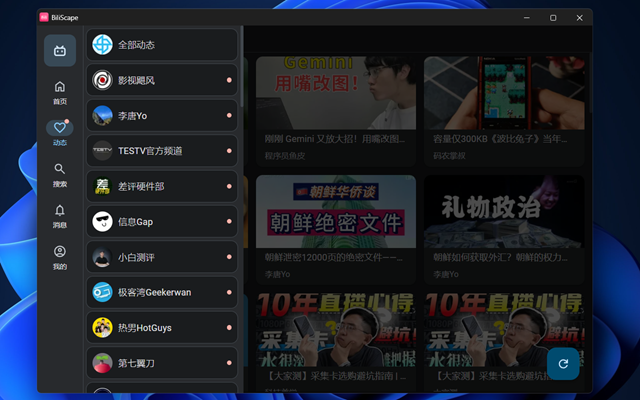 BiliScape
首页
动态
搜索
消息
我的
全部动态
影视飓风
李唐Yo
TESTV官方频道
差评硬件部
信息Gap
小白测评
极客湾Geekerwan
热男HotGuys
第七翼刀
Gemini
用嘴改图！
刚刚 Gemini 又放大招！用嘴改图...
程序员鱼皮
容量仅300KB《波比兔子》当年...
码农掌叔
朝鲜华侨谈
朝鲜绝密文件
朝鲜泄密12000页的绝密文件——...
李唐Yo
礼物政治
朝鲜如何获取外汇？朝鲜的权力...
李唐Yo
10年直播心得
采集卡
避坑
【大家测】采集卡选购避坑指南 | ...
10年直播心得
采集卡
避坑
【大家测】采集卡选购避坑指南 | ...